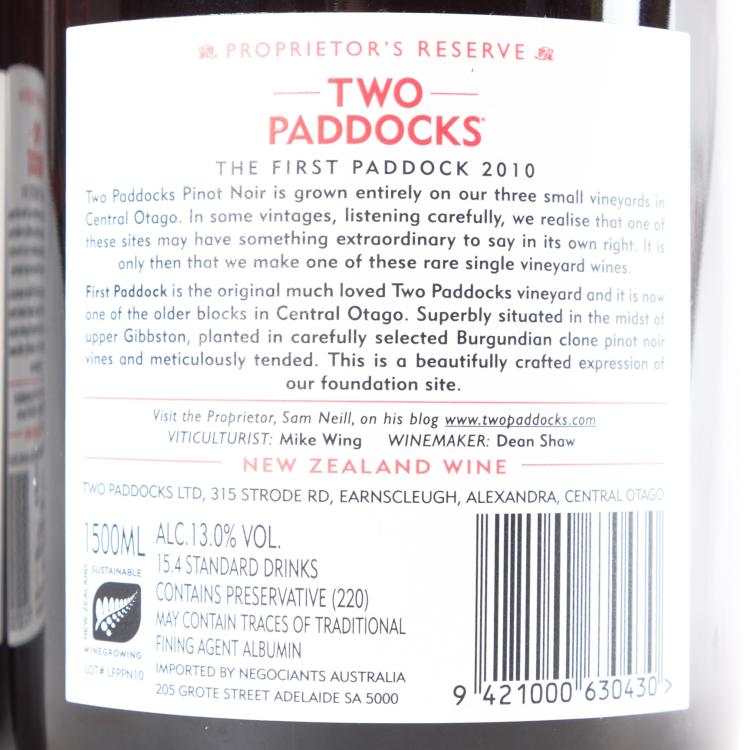 PROPRIETOR'S RESERVE
TWO
PADDOCKS
THE FIRST PADDOCK 2010
Two Paddocks Pinot Noir is grown entirely on our three small vineyards in
Central Otago. In some vintages, listening carefully, we realise that one of
these sites may have something extraordinary to say in its own right. It is
only then that we make one of these rare single vineyard wines.
First Paddock is the original much loved Two Paddocks vineyard and it is now
one of the older blocks in Central Otago. Superbly situated in the midst of
upper Gibbston, planted in carefully selected Burgundian clone pinot noir
vines and meticulously tended. This is a beautifully crafted expression of
our foundation site.
Visit the Proprietor, Sam Neill, on his blog www.twopaddocks.com
VITICULTURIST: Mike Wing WINEMAKER: Dean Shaw
NEW ZEALAND WINE
TWO PADDOCKS LTD, 315 STRODE RD, EARNSCLEUGH, ALEXANDRA, CENTRAL OTAGO
1500ML
SUSTAINABLE
NEW ZEALAND
WINEGROWING
LOT# LFPPN10
ALC.13.0% VOL.
15.4 STANDARD DRINKS
CONTAINS PRESERVATIVE (220)
MAY CONTAIN TRACES OF TRADITIONAL
FINING AGENT ALBUMIN
IMPORTED BY NEGOCIANTS AUSTRALIA
205 GROTE STREET ADELAIDE SA 5000
9 421000 630430 >